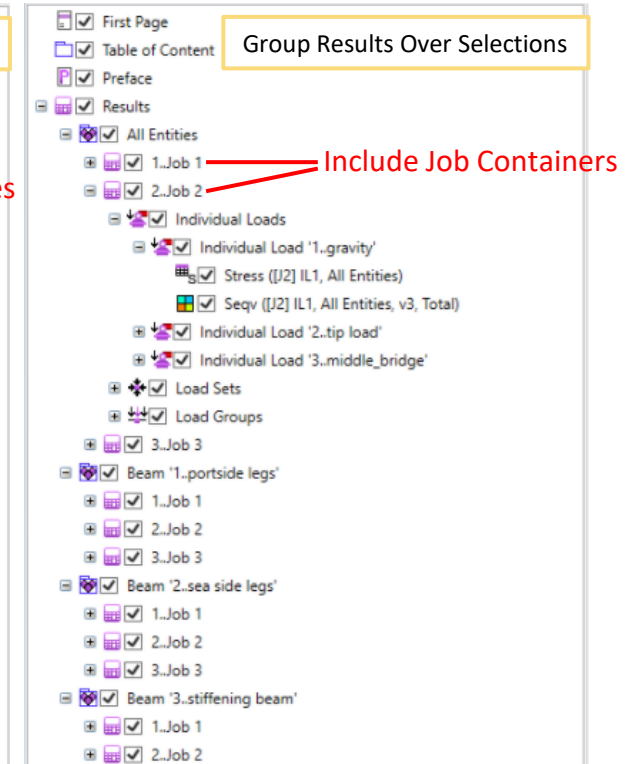 First Page
Group Results Over Selections
Table of Content
Preface
Results
All Entities
1..Job 1
Include Job Containers
es
2..Job 2
Individual Loads
Individual Load '1..gravity'
Stress ([J2] IL1, All Entities)
Seqv ([J2] IL1, All Entities, v3, Total)
Individual Load '2..tip load'
Individual Load '3..middle_bridge'
Load Sets
Load Groups
3..Job 3
Beam '1..portside legs'
1..Job 1
2..Job 2
3..Job 3
Beam '2..sea side legs'
1..Job 1
2..Job 2
3..Job 3
Beam '3..stiffening beam'
1..Job 1
2..Job 2